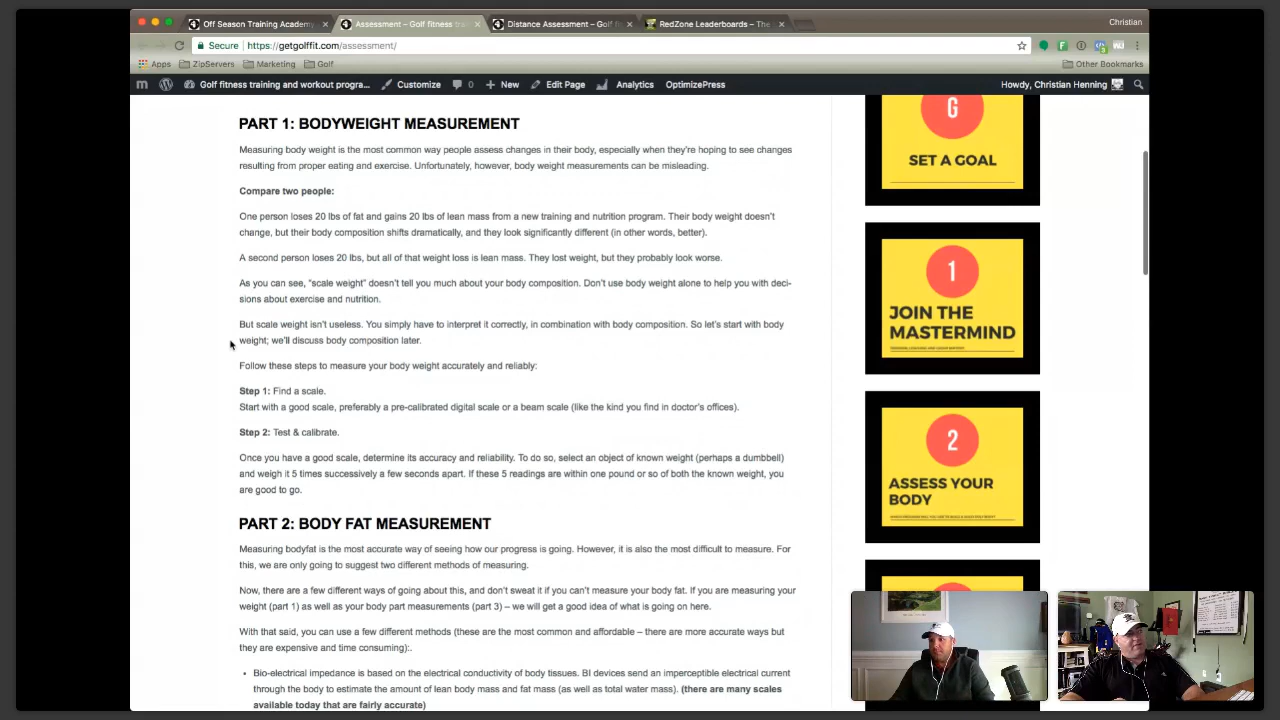 Off Season Training Academy
Assessment – Golf fitness trai
Distance Assessment – Golf f
RedZone Leaderboards – The
Christian
Secure
https://getgolffit.com/assessment/
Apps
ZipServers
Marketing
Golf
Other Bookmarks
Golf fitness training and workout progra...
Customize
0
New
Edit Page
Analytics
OptimizePress
Howdy, Christian Henning
PART 1: BODYWEIGHT MEASUREMENT
Measuring body weight is the most common way people assess changes in their body, especially when they're hoping to see changes
resulting from proper eating and exercise. Unfortunately, however, body weight measurements can be misleading.
Compare two people:
One person loses 20 lbs of fat and gains 20 lbs of lean mass from a new training and nutrition program. Their body weight doesn't
change, but their body composition shifts dramatically, and they look significantly different (in other words, better).
A second person loses 20 lbs, but all of that weight loss is lean mass. They lost weight, but they probably look worse.
As you can see, "scale weight" doesn't tell you much about your body composition. Don't use body weight alone to help you with deci-
sions about exercise and nutrition.
But scale weight isn't useless. You simply have to interpret it correctly, in combination with body composition. So let's start with body
weight; we'll discuss body composition later.
Follow these steps to measure your body weight accurately and reliably:
Step 1: Find a scale.
Start with a good scale, preferably a pre-calibrated digital scale or a beam scale (like the kind you find in doctor's offices).
Step 2: Test & calibrate.
Once you have a good scale, determine its accuracy and reliability. To do so, select an object of known weight (perhaps a dumbbell)
and weigh it 5 times successively a few seconds apart. If these 5 readings are within one pound or so of both the known weight, you
are good to go.
PART 2: BODY FAT MEASUREMENT
Measuring bodyfat is the most accurate way of seeing how our progress is going. However, it is also the most difficult to measure. For
this, we are only going to suggest two different methods of measuring.
Now, there are a few different ways of going about this, and don't sweat it if you can't measure your body fat. If you are measuring your
weight (part 1) as well as your body part measurements (part 3) – we will get a good idea of what is going on here.
With that said, you can use a few different methods (these are the most common and affordable – there are more accurate ways but
they are expensive and time consuming):.
• Bio-electrical impedance is based on the electrical conductivity of body tissues. BI devices send an imperceptible electrical current
through the body to estimate the amount of lean body mass and fat mass (as well as total water mass). (there are many scales
available today that are fairly accurate)
G
SET A GOAL
1
JOIN THE
MASTERMIND
2
ASSESS YOUR
BODY